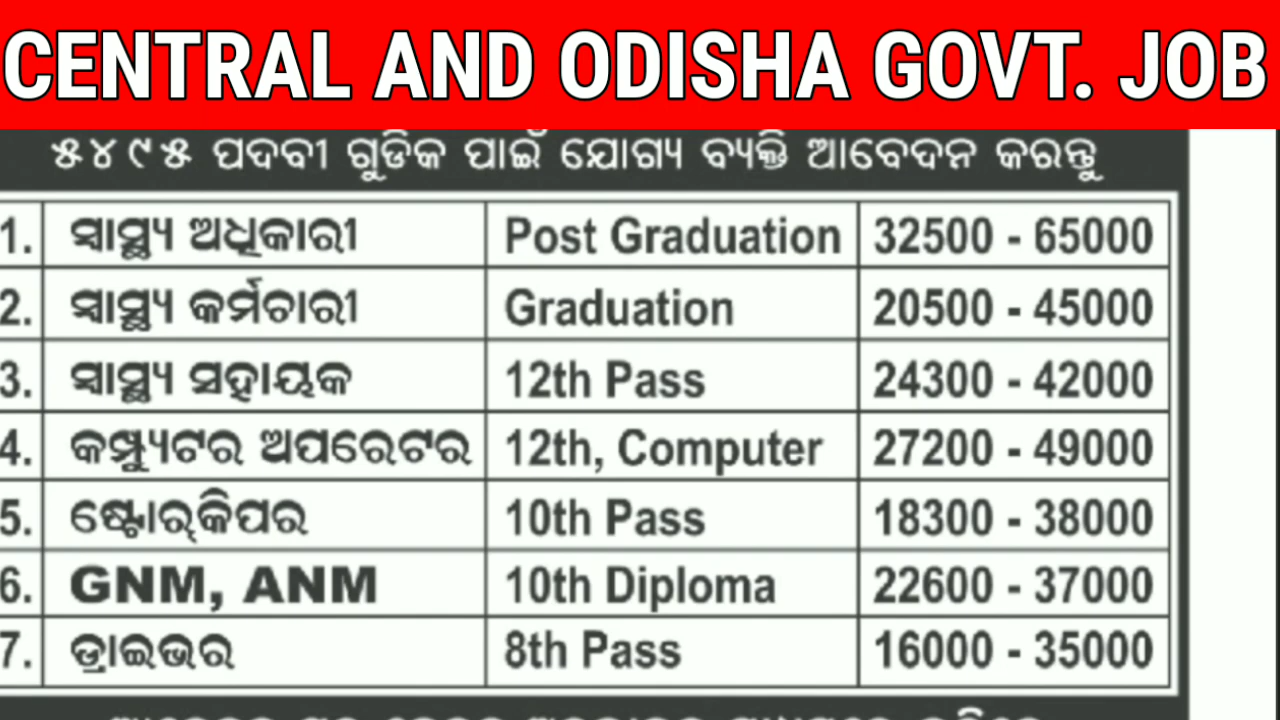 CENTRAL AND ODISHA GOVT. JOB
୫୪୯୫ ପଦବୀ ଗୁଡିକ ପାଇଁ ଯୋଗ୍ୟ ବ୍ୟକ୍ତି ଆବେଦନ କରନ୍ତୁ
1. ସ୍ୱାସ୍ଥ୍ୟ ଅଧିକାରୀ Post Graduation 32500 - 65000
2. ସ୍ୱାସ୍ଥ୍ୟ କର୍ମଚାରୀ Graduation 20500 - 45000
3. ସ୍ୱାସ୍ଥ୍ୟ ସହାୟକ 12th Pass 24300 - 42000
4. କମ୍ପ୍ୟୁଟର ଅପରେଟର 12th, Computer 27200 - 49000
5. ଷ୍ଟୋର୍‌କିପର 10th Pass 18300 - 38000
6. GNM, ANM 10th Diploma 22600 - 37000
7. ଡ୍ରାଇଭର 8th Pass 16000 - 35000